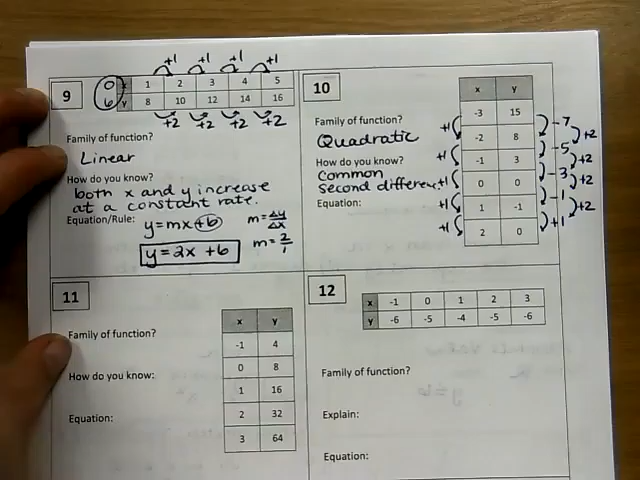 9
+1 +1 +1 +1
0 x 1 2 3 4 5
6 y 8 10 12 14 16
+2 +2 +2 +2
Family of function?
Linear
How do you know?
both x and y increase
at a constant rate.
Equation/Rule: y=mx+b m=Δy/Δx
y=2x+6 m=2/1
10
Family of function?
Quadratic
How do you know?
Common
second difference
Equation:
x y
-3 15
-2 8
-1 3
0 0
1 -1
2 0
+1 +1 +1 +1 +1
-7 -5 -3 -1 +1
+2 +2 +2 +2
11
Family of function?
How do you know:
Equation:
x y
-1 4
0 8
1 16
2 32
3 64
12
x -1 0 1 2 3
y -6 -5 -4 -5 -6
Family of function?
Explain:
Equation: